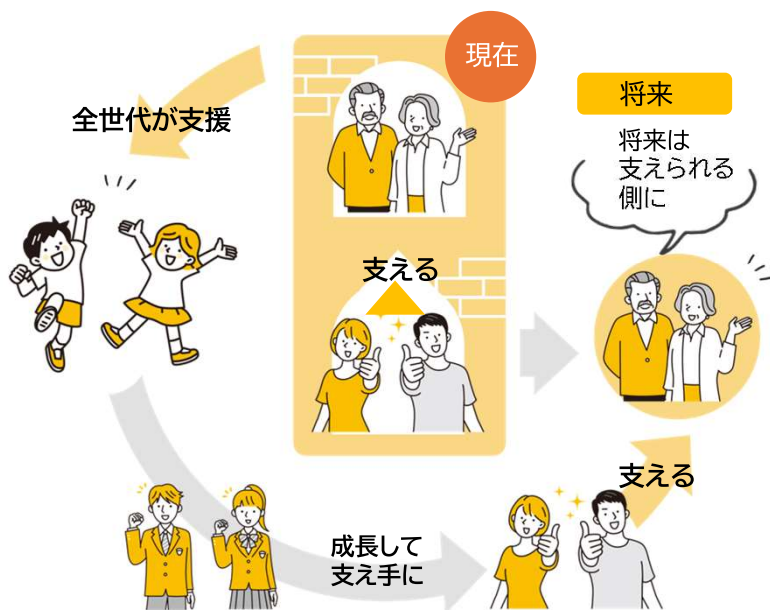 現在
全世代が支援
支える
将来
将来は
支えられる
側に
支える
成長して
支え手に